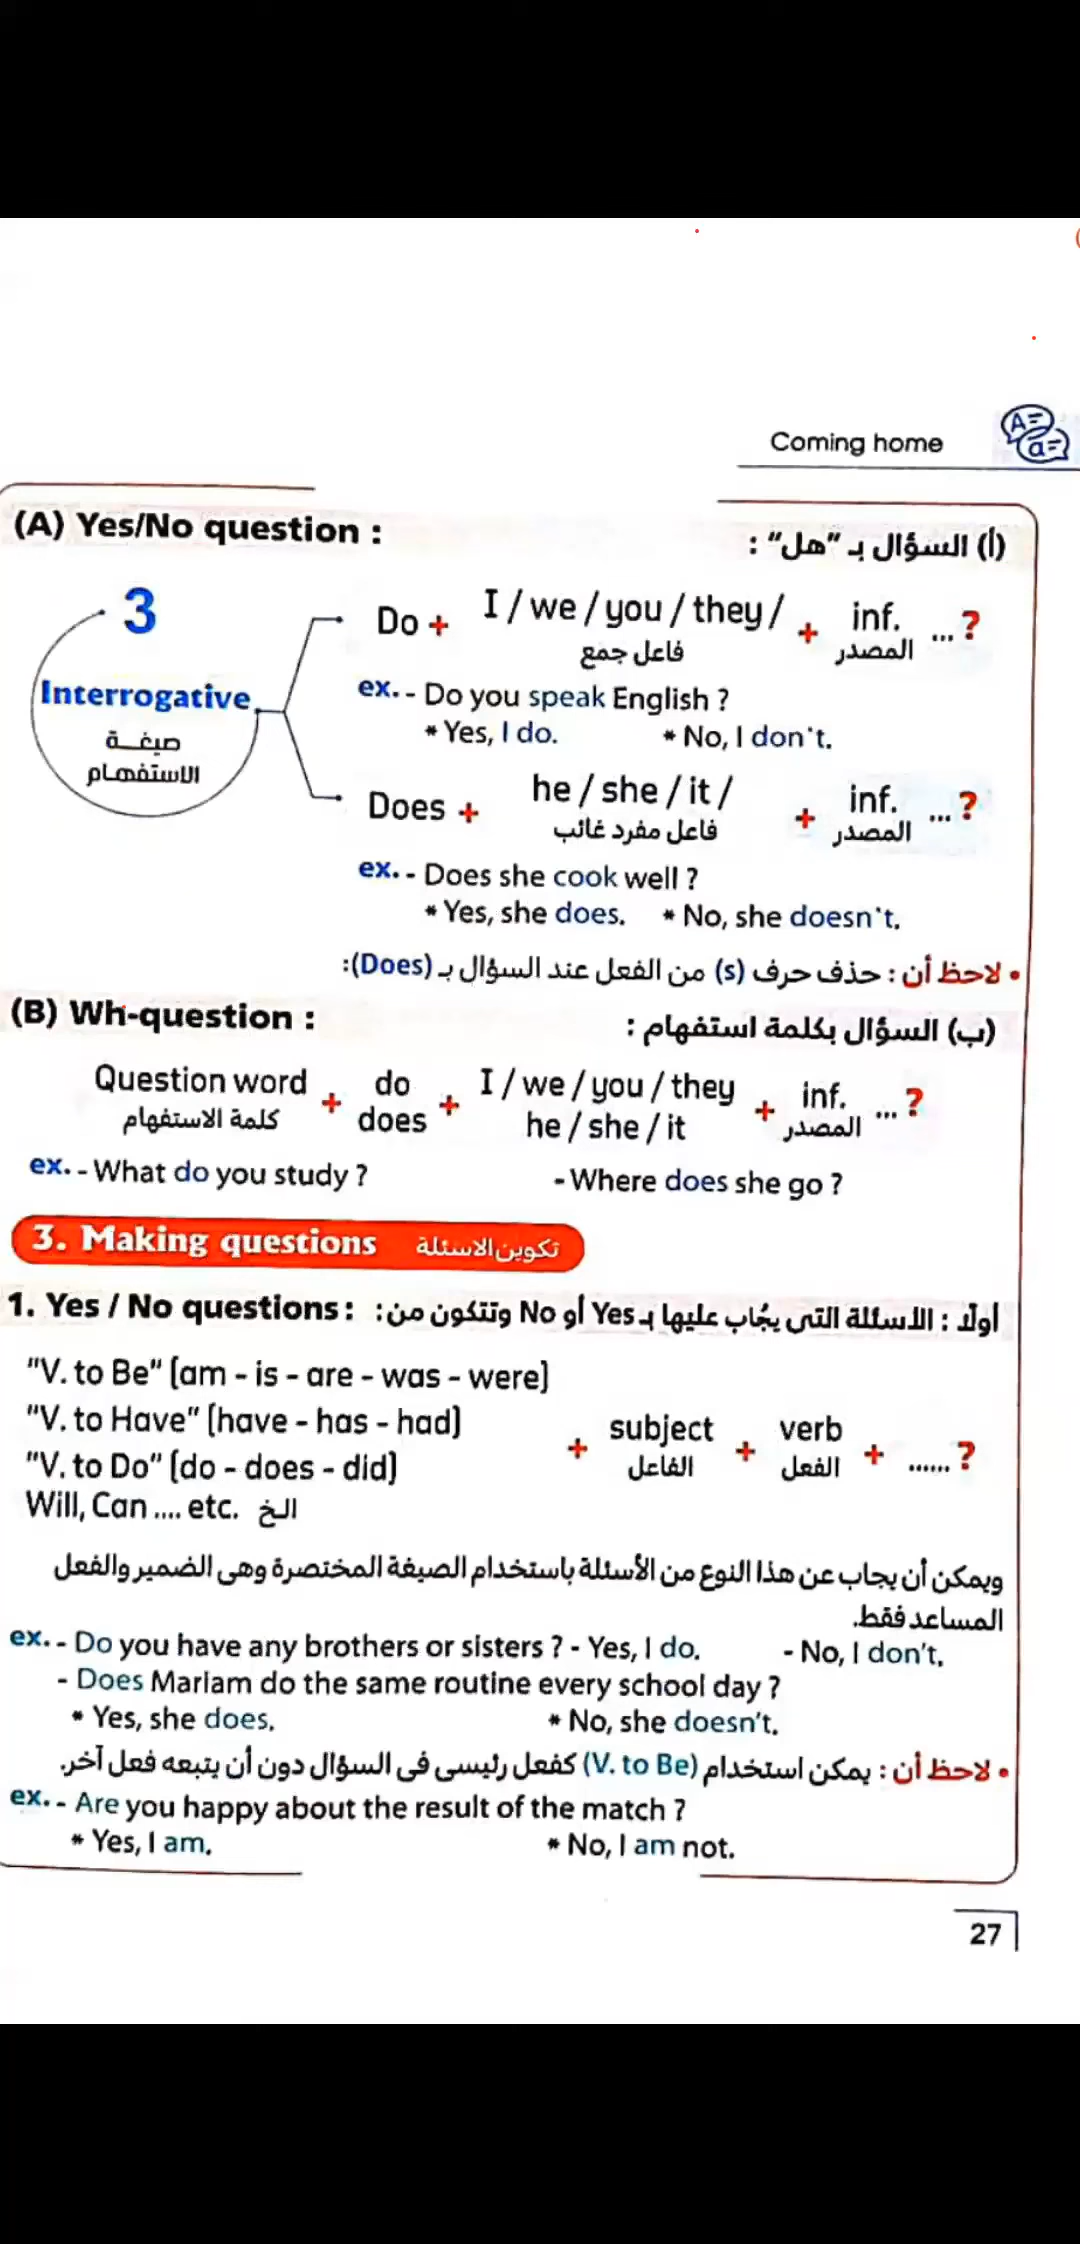 Coming home
(A) Yes/No question :
(أ) السؤال بـ "هل" :
3
Interrogative
صيغـة
الاستفهـام
Do + I / we / you / they / + inf. ... ?
فاعل جمع المصدر
ex. - Do you speak English ?
* Yes, I do. * No, I don't.
Does + he / she / it / + inf. ... ?
فاعل مفرد غائب المصدر
ex. - Does she cook well ?
* Yes, she does. * No, she doesn't.
• لاحظ أن : حذف حرف (s) من الفعل عند السؤال بـ (Does):
(B) Wh-question :
(ب) السؤال بكلمة استفهام :
Question word + do + I / we / you / they + inf. ... ?
كلمة الاستفهام does he / she / it المصدر
ex. - What do you study ? - Where does she go ?
3. Making questions تكوين الاسئلة
1. Yes / No questions : أولًا : الاسئلة التى يجُاب عليها بـ Yes أو No وتتكون من :
"V. to Be" (am - is - are - was - were)
"V. to Have" (have - has - had)
+ subject + verb + ...... ?
الفاعل الفعل
"V. to Do" (do - does - did)
Will, Can .... etc. الخ
ويمكن أن يجاب عن هذا النوع من الأسئلة باستخدام الصيغة المختصرة وهى الضمير والفعل
المساعد فقط.
ex. - Do you have any brothers or sisters ? - Yes, I do. - No, I don't.
- Does Mariam do the same routine every school day ?
* Yes, she does. * No, she doesn't.
• لاحظ أن : يمكن استخدام (V. to Be) كفعل رئيسى فى السؤال دون أن يتبعه فعل آخر.
ex. - Are you happy about the result of the match ?
* Yes, I am. * No, I am not.
27